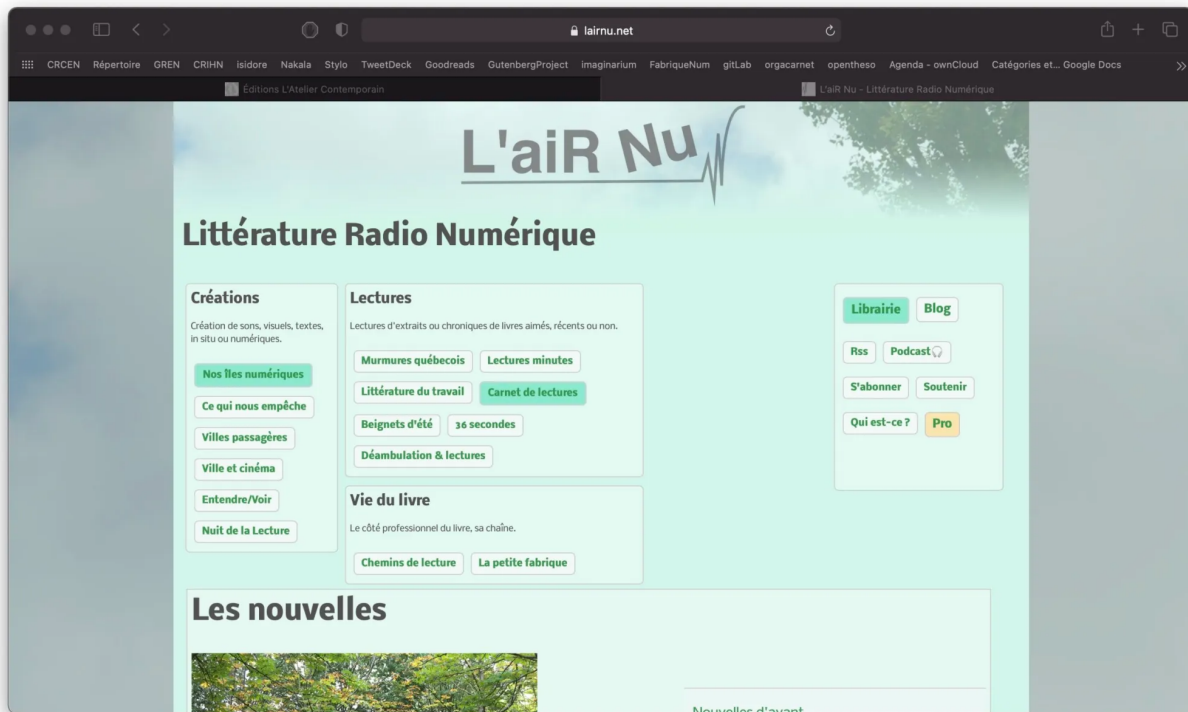 lairnu.net
CRCEN Répertoire GREN CRIHN isidore Nakala Stylo TweetDeck Goodreads GutenbergProject imaginarium FabriqueNum gitLab orgacarnet opentheso Agenda - ownCloud Catégories et... Google Docs
Éditions L'Atelier Contemporain
L'aiR Nu - Littérature Radio Numérique
L'aiR Nu
Littérature Radio Numérique
Créations
Création de sons, visuels, textes,
in situ ou numériques.
Nos îles numériques
Ce qui nous empêche
Villes passagères
Ville et cinéma
Entendre/Voir
Nuit de la Lecture
Lectures
Lectures d'extraits ou chroniques de livres aimés, récents ou non.
Murmures québecois Lectures minutes
Littérature du travail Carnet de lectures
Beignets d'été 36 secondes
Déambulation & lectures
Vie du livre
Le côté professionnel du livre, sa chaîne.
Chemins de lecture La petite fabrique
Librairie Blog
Rss Podcast
S'abonner Soutenir
Qui est-ce ? Pro
Les nouvelles
Nouvelles d'avant